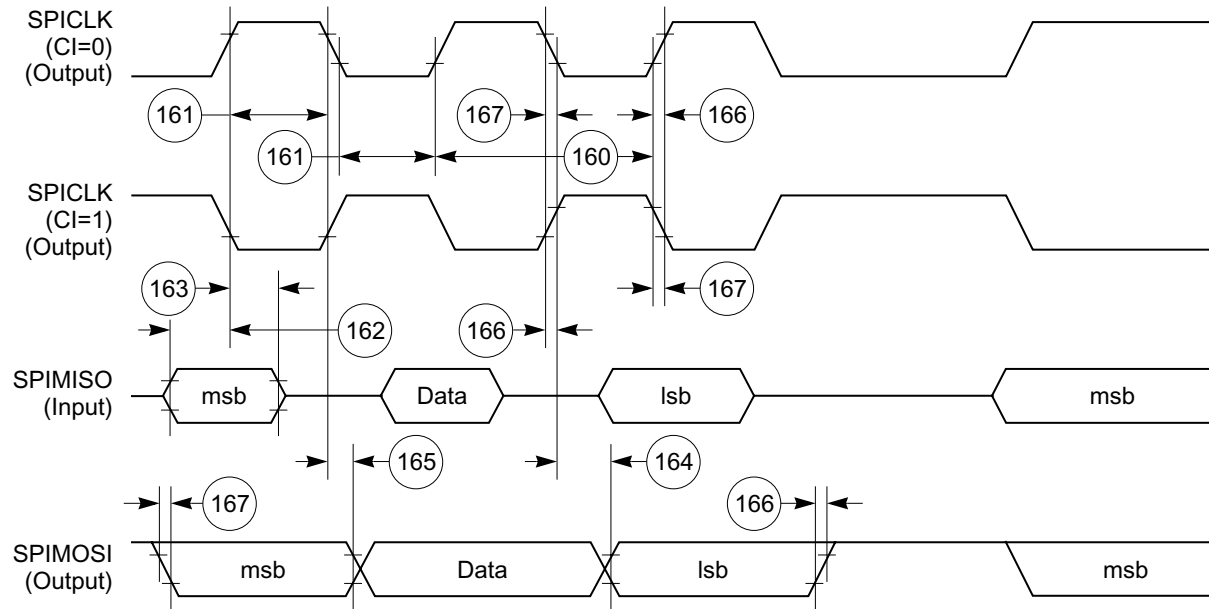 SPICLK
(CI=0)
(Output)
161
167
166
161
160
SPICLK
(CI=1)
(Output)
163
167
162
166
SPIMISO
(Input)
msb
Data
lsb
msb
165
164
167
166
SPIMOSI
(Output)
msb
Data
lsb
msb